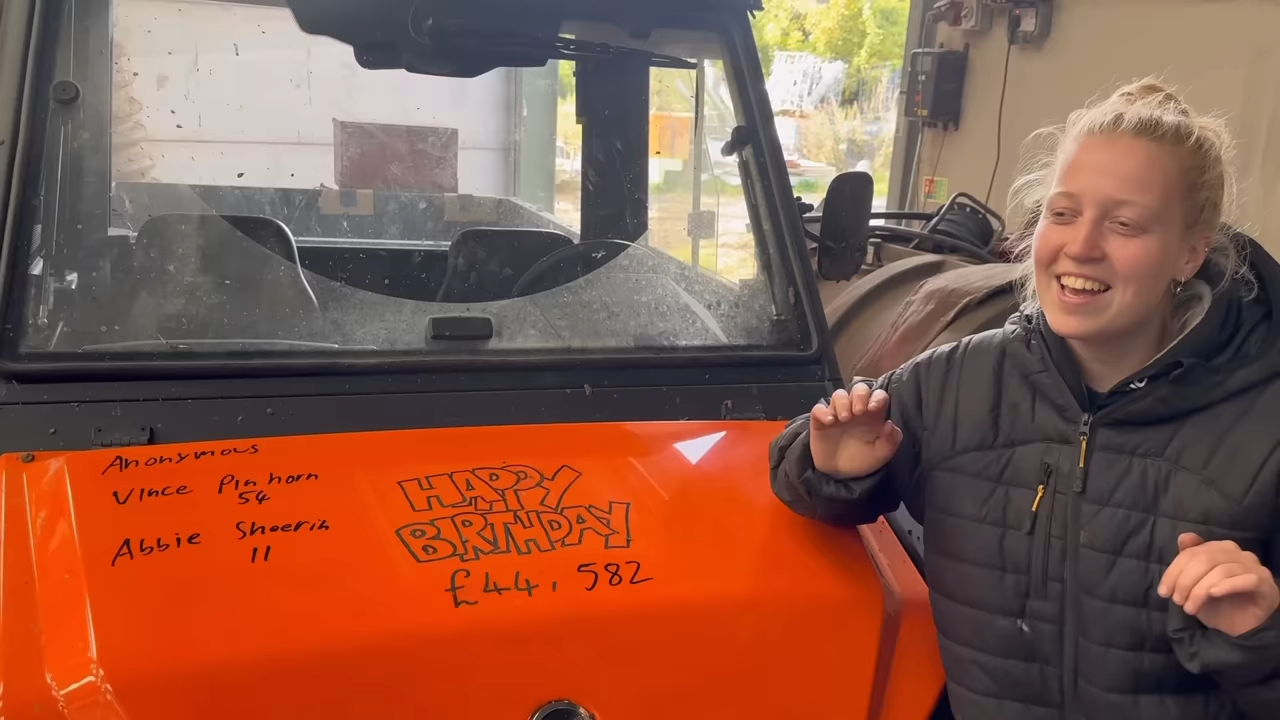 Anonymous
Vince Pinhorn
54
Abbie Sheerin
11
HAPPY
BIRTHDAY
£44,582